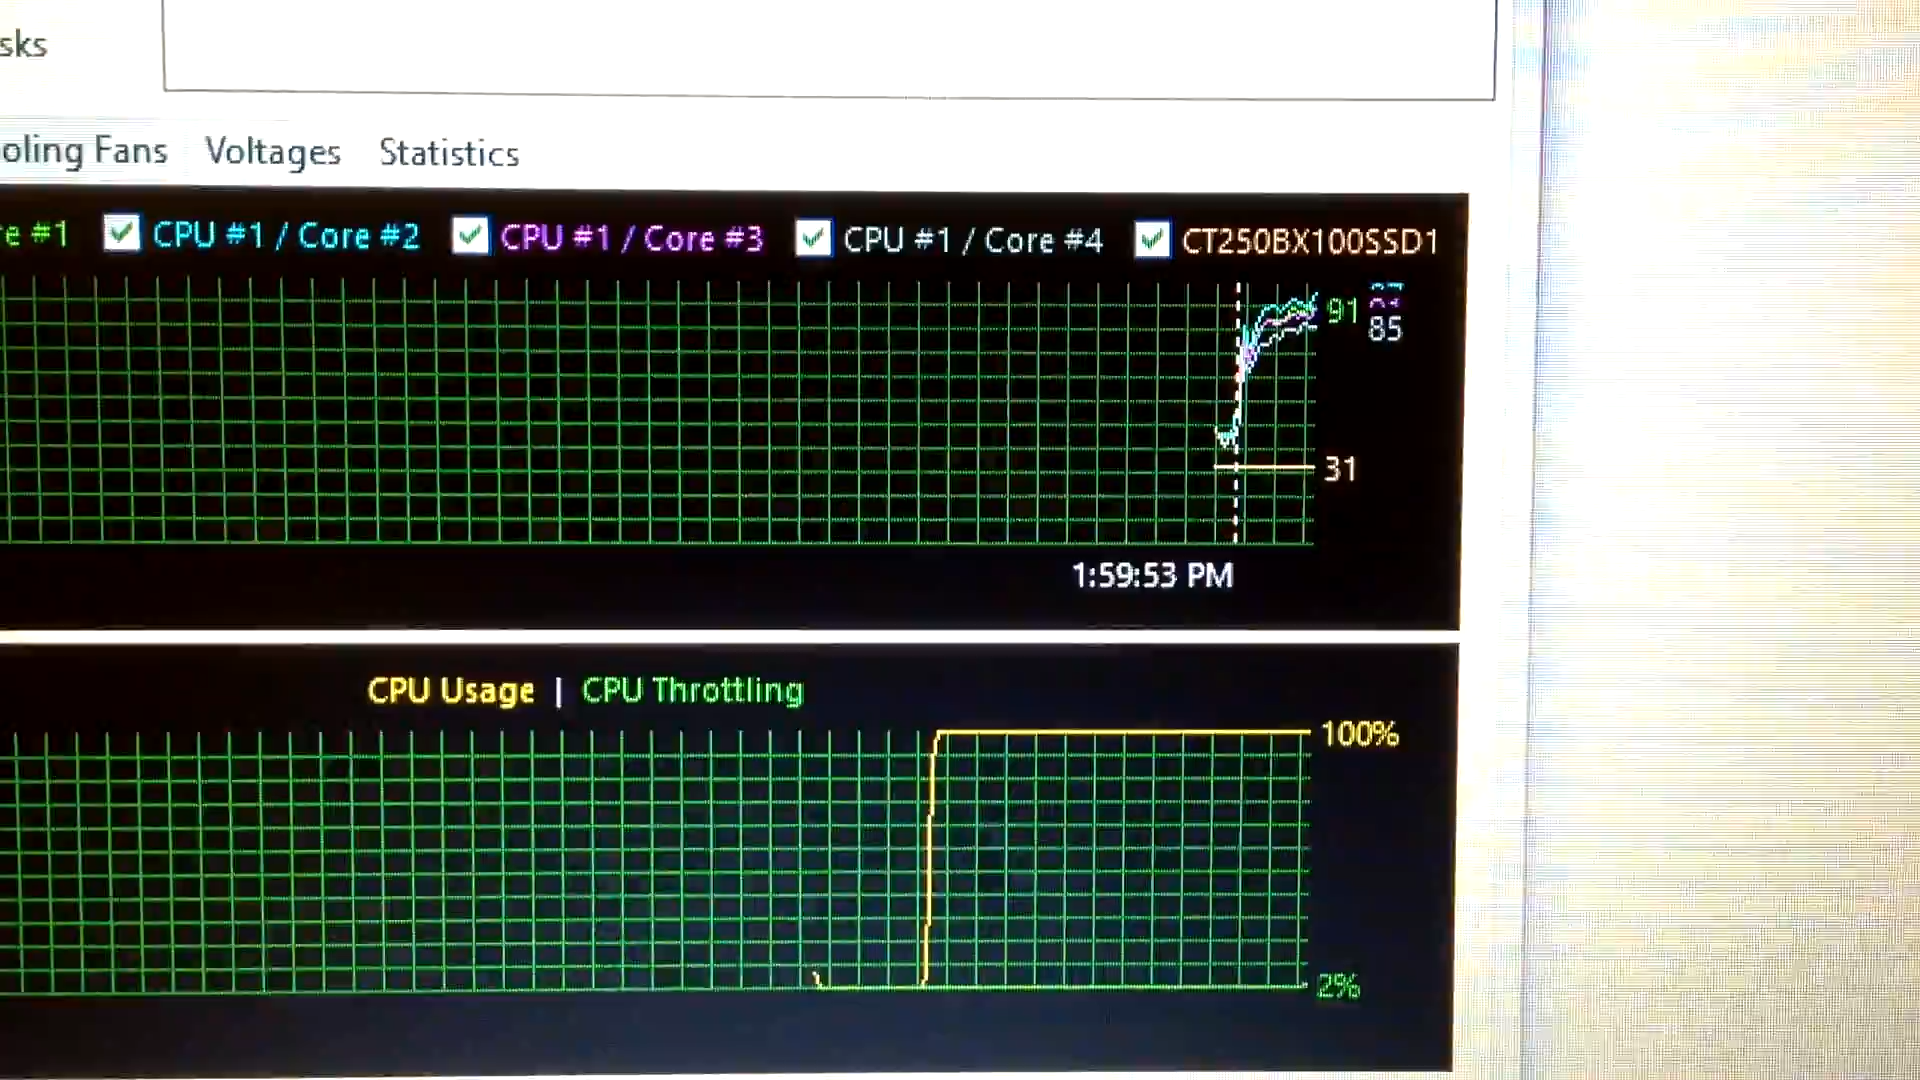 sks
oling Fans Voltages Statistics
e #1 CPU #1 / Core #2 CPU #1 / Core #3 CPU #1 / Core #4 CT250BX100SSD1
91
85
31
1:59:53 PM
CPU Usage | CPU Throttling
100%
2%